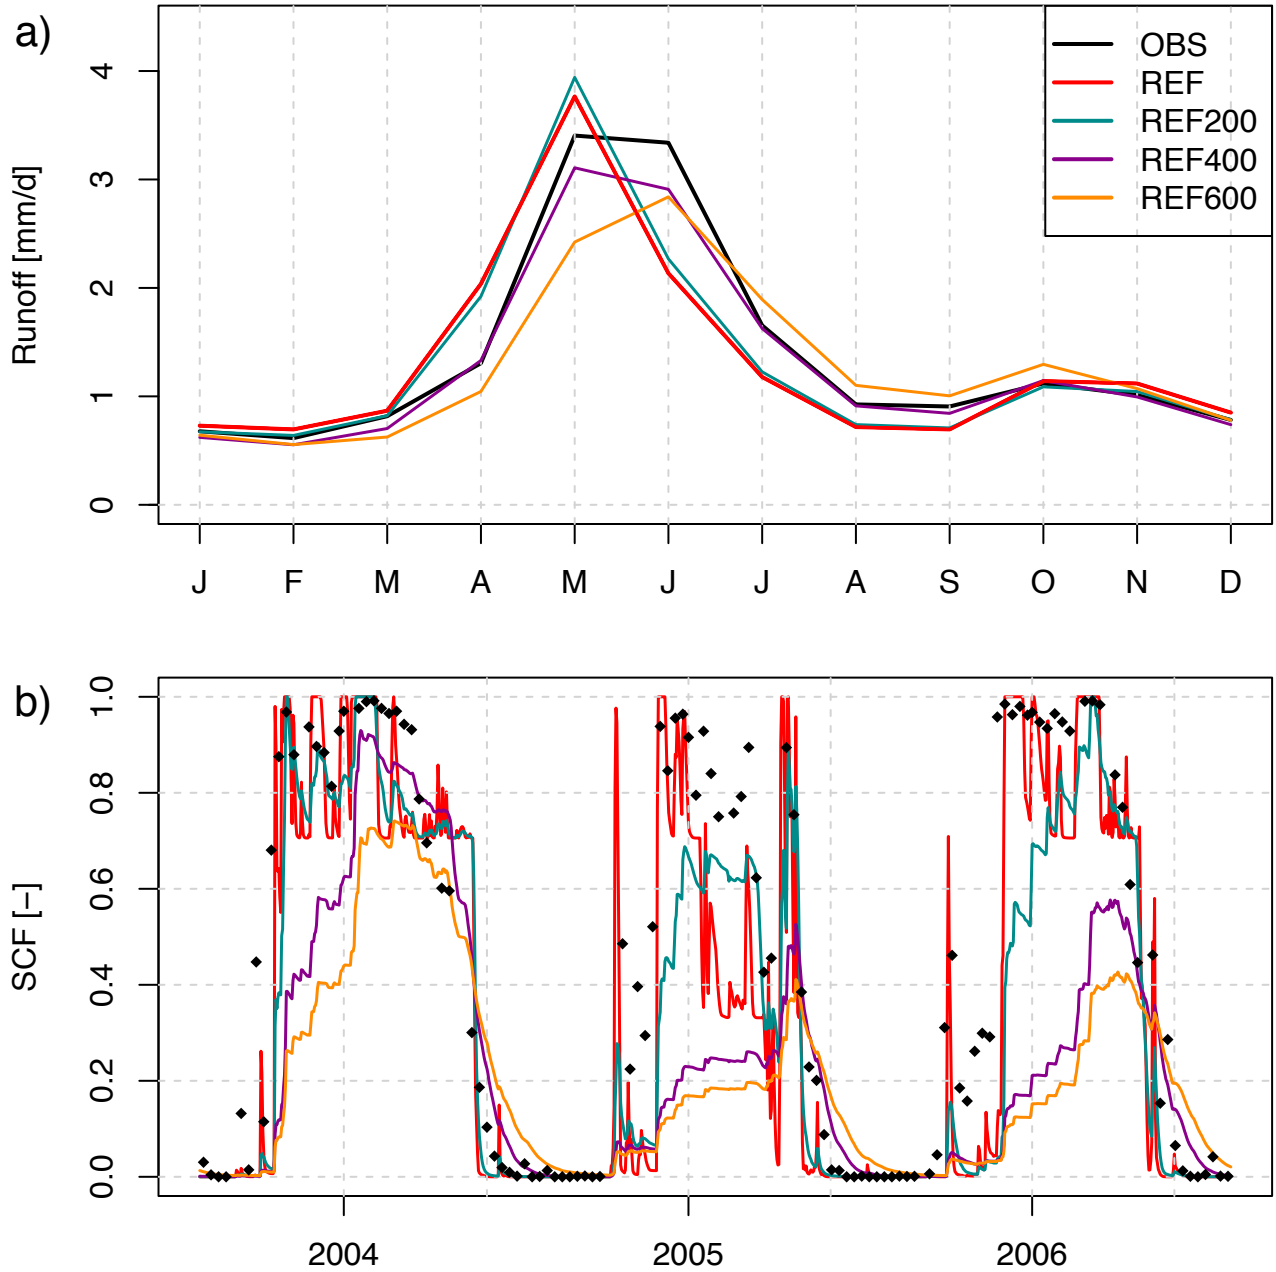 a)
Runoff [mm/d]
4
3
2
1
0
OBS
REF
REF200
REF400
REF600
J F M A M J J A S O N D
b)
SCF [–]
1.0
0.8
0.6
0.4
0.2
0.0
2004 2005 2006